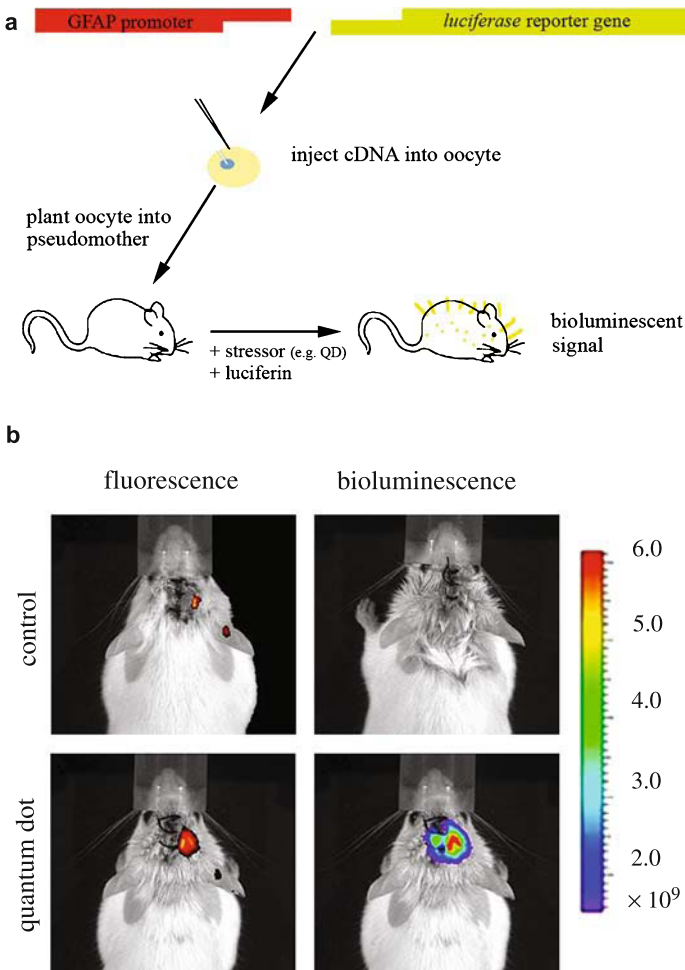 a
GFAP promoter
luciferase reporter gene
inject cDNA into oocyte
plant oocyte into
pseudomother
+ stressor (e.g. QD)
+ luciferin
bioluminescent
signal
b
fluorescence
bioluminescence
control
quantum dot
6.0
5.0
4.0
3.0
2.0
× 10⁹